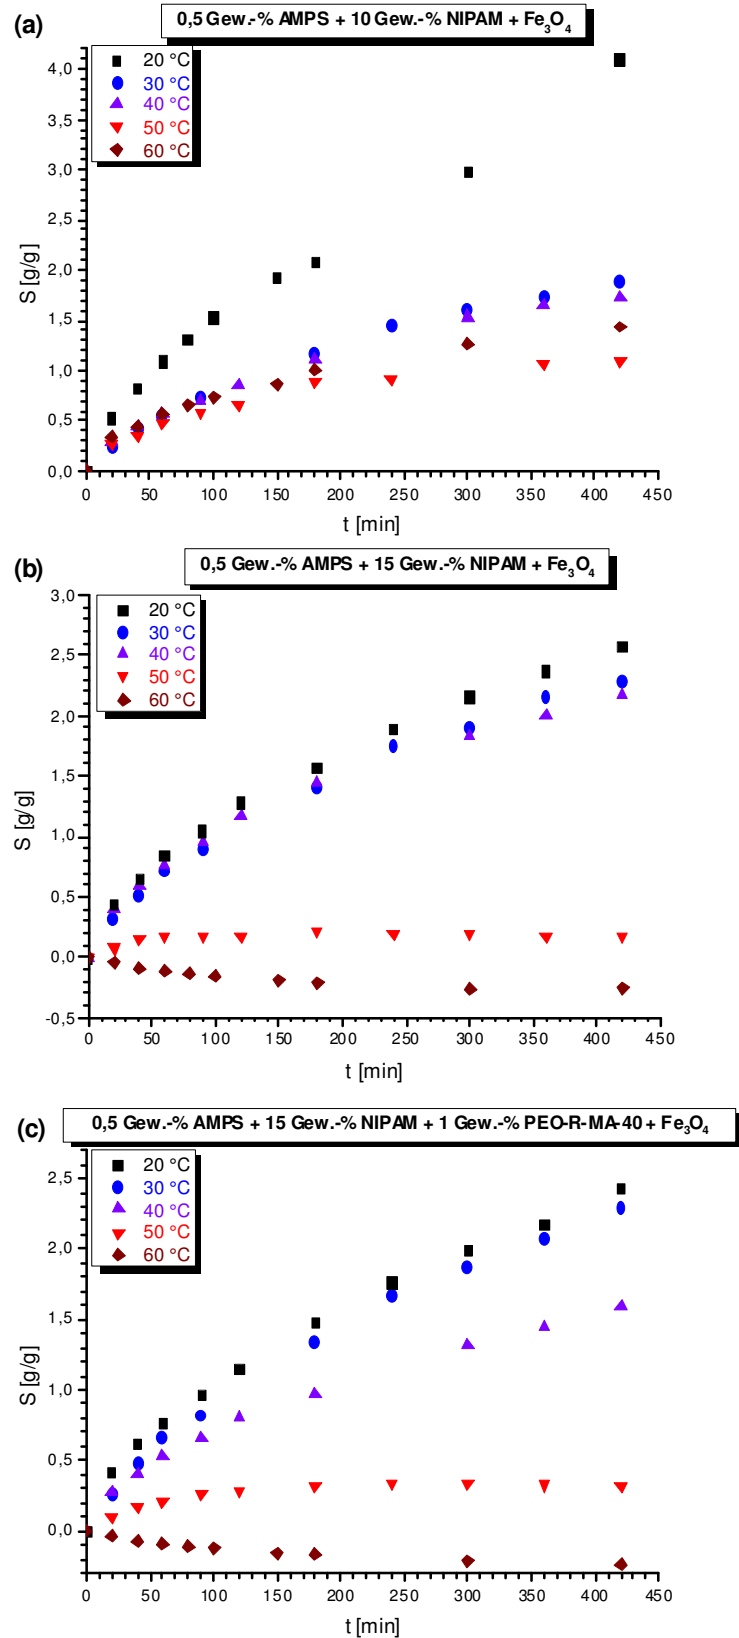 (a)
0,5 Gew.-% AMPS + 10 Gew.-% NIPAM + Fe₃O₄
20 °C
30 °C
40 °C
50 °C
60 °C
4,0
3,5
3,0
2,5
2,0
1,5
1,0
0,5
0,0
S [g/g]
0 50 100 150 200 250 300 350 400 450
t [min]
(b)
0,5 Gew.-% AMPS + 15 Gew.-% NIPAM + Fe₃O₄
20 °C
30 °C
40 °C
50 °C
60 °C
3,0
2,5
2,0
1,5
1,0
0,5
0,0
-0,5
S [g/g]
0 50 100 150 200 250 300 350 400 450
t [min]
(c)
0,5 Gew.-% AMPS + 15 Gew.-% NIPAM + 1 Gew.-% PEO-R-MA-40 + Fe₃O₄
20 °C
30 °C
40 °C
50 °C
60 °C
2,5
2,0
1,5
1,0
0,5
0,0
S [g/g]
0 50 100 150 200 250 300 350 400 450
t [min]